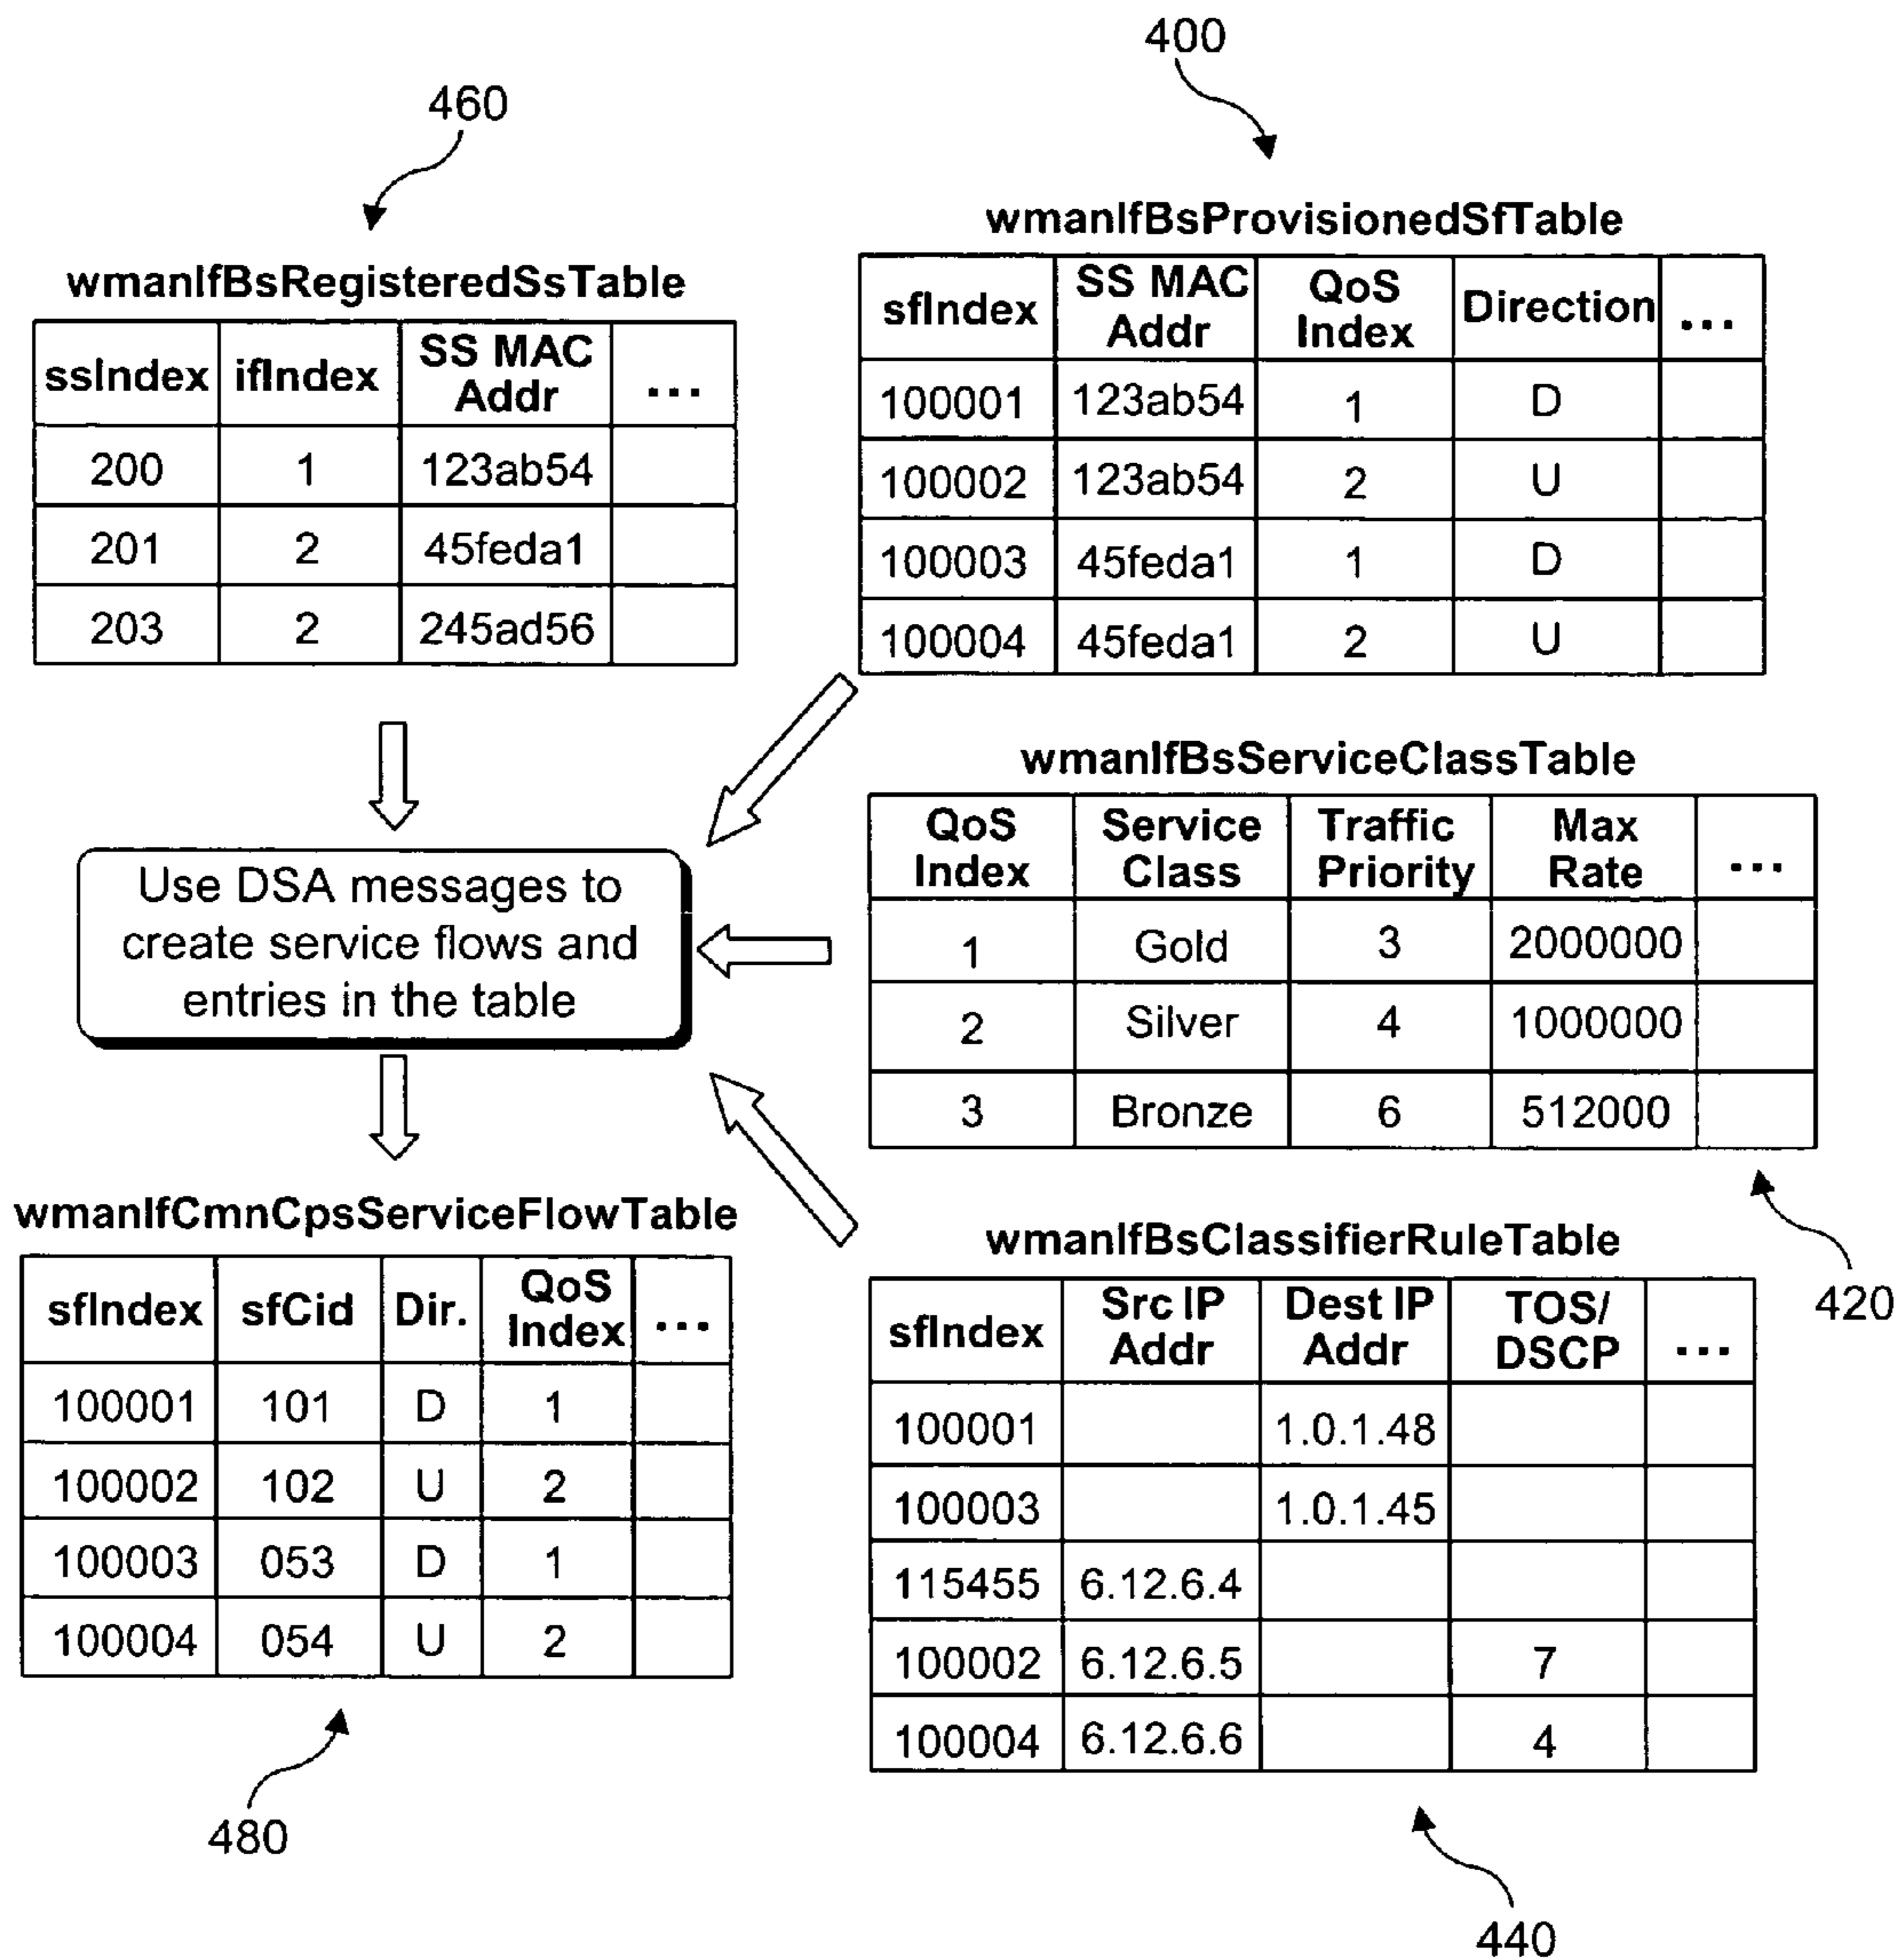 400
460
wmanIfBsProvisionedSfTable
sfIndex SS MAC Addr QoS Index Direction ...
100001 123ab54 1 D
100002 123ab54 2 U
100003 45feda1 1 D
100004 45feda1 2 U
wmanIfBsRegisteredSsTable
ssIndex ifIndex SS MAC Addr ...
200 1 123ab54
201 2 45feda1
203 2 245ad56
wmanIfBsServiceClassTable
QoS Index Service Class Traffic Priority Max Rate ...
1 Gold 3 2000000
2 Silver 4 1000000
3 Bronze 6 512000
420
Use DSA messages to
create service flows and
entries in the table
wmanIfCmnCpsServiceFlowTable
sfIndex sfCid Dir. QoS Index ...
100001 101 D 1
100002 102 U 2
100003 053 D 1
100004 054 U 2
480
wmanIfBsClassifierRuleTable
sfIndex Src IP Addr Dest IP Addr TOS/ DSCP ...
100001 1.0.1.48
100003 1.0.1.45
115455 6.12.6.4
100002 6.12.6.5 7
100004 6.12.6.6 4
440